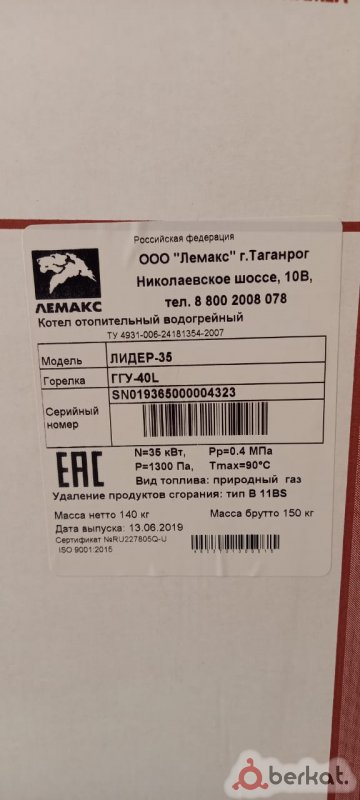 Российская федерация
ООО "Лемакс" г.Таганрог
Николаевское шоссе, 10В,
тел. 8 800 2008 078
ЛЕМАКС
Котел отопительный водогрейный
ТУ 4931-006-24181354-2007
Модель ЛИДЕР-35
Горелка ГГУ-40L
Серийный номер SN019365000004323
EAC
N=35 кВт, Pp=0.4 МПа
P=1300 Па, Tmax=90°C
Вид топлива: природный газ
Удаление продуктов сгорания: тип B 11BS
Масса нетто 140 кг Масса брутто 150 кг
Дата выпуска: 13.06.2019
Сертификат №RU227805Q-U
ISO 9001:2015
berkat.